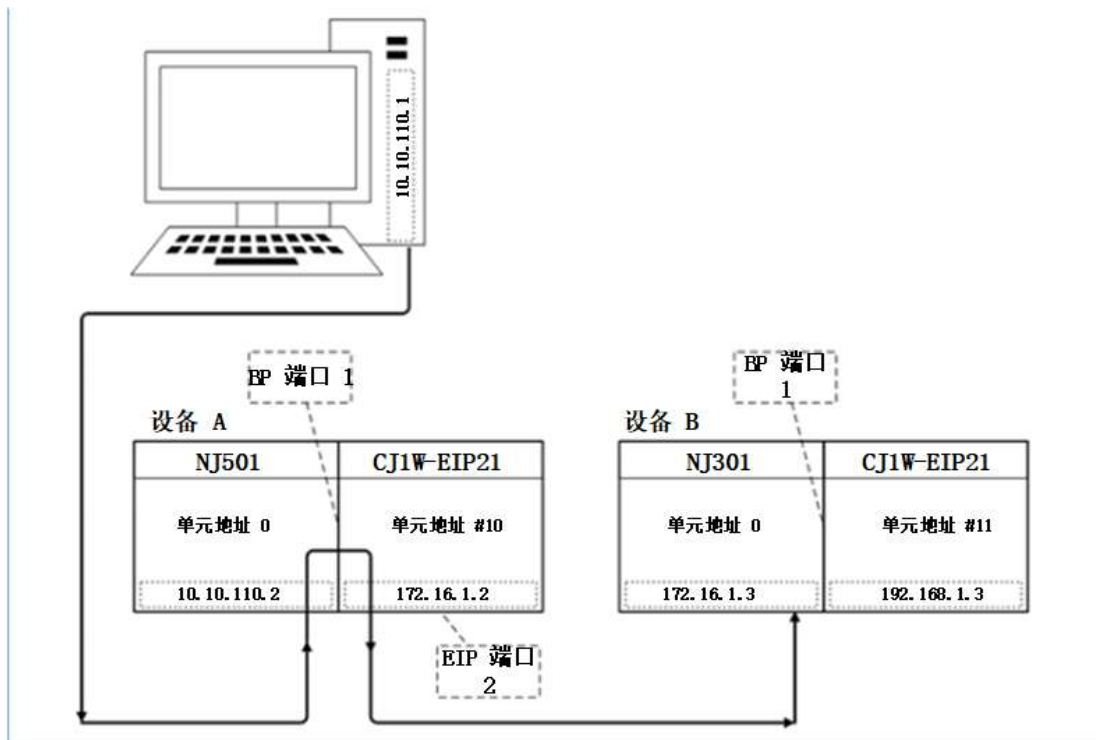 10.10.110.1
BP 端口 1
BP 端口
1
设备 A
设备 B
NJ501
CJ1W-EIP21
NJ301
CJ1W-EIP21
单元地址 0
单元地址 #10
单元地址 0
单元地址 #11
10.10.110.2
172.16.1.2
172.16.1.3
192.168.1.3
EIP 端口
2